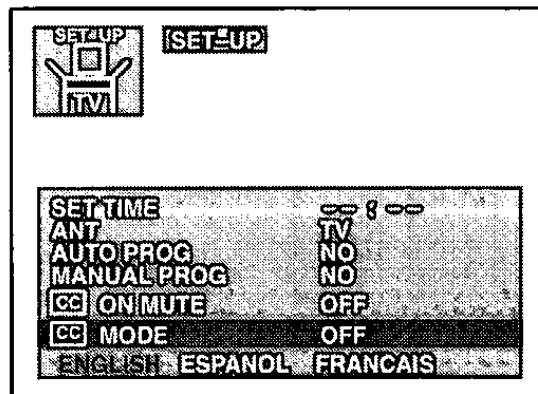 SET-UP SET-UP
TV
SET TIME -- : --
ANT TV
AUTO PROG NO
MANUAL PROG NO
CC ON MUTE OFF
CC MODE OFF
ENGLISH ESPANOL FRANCAIS